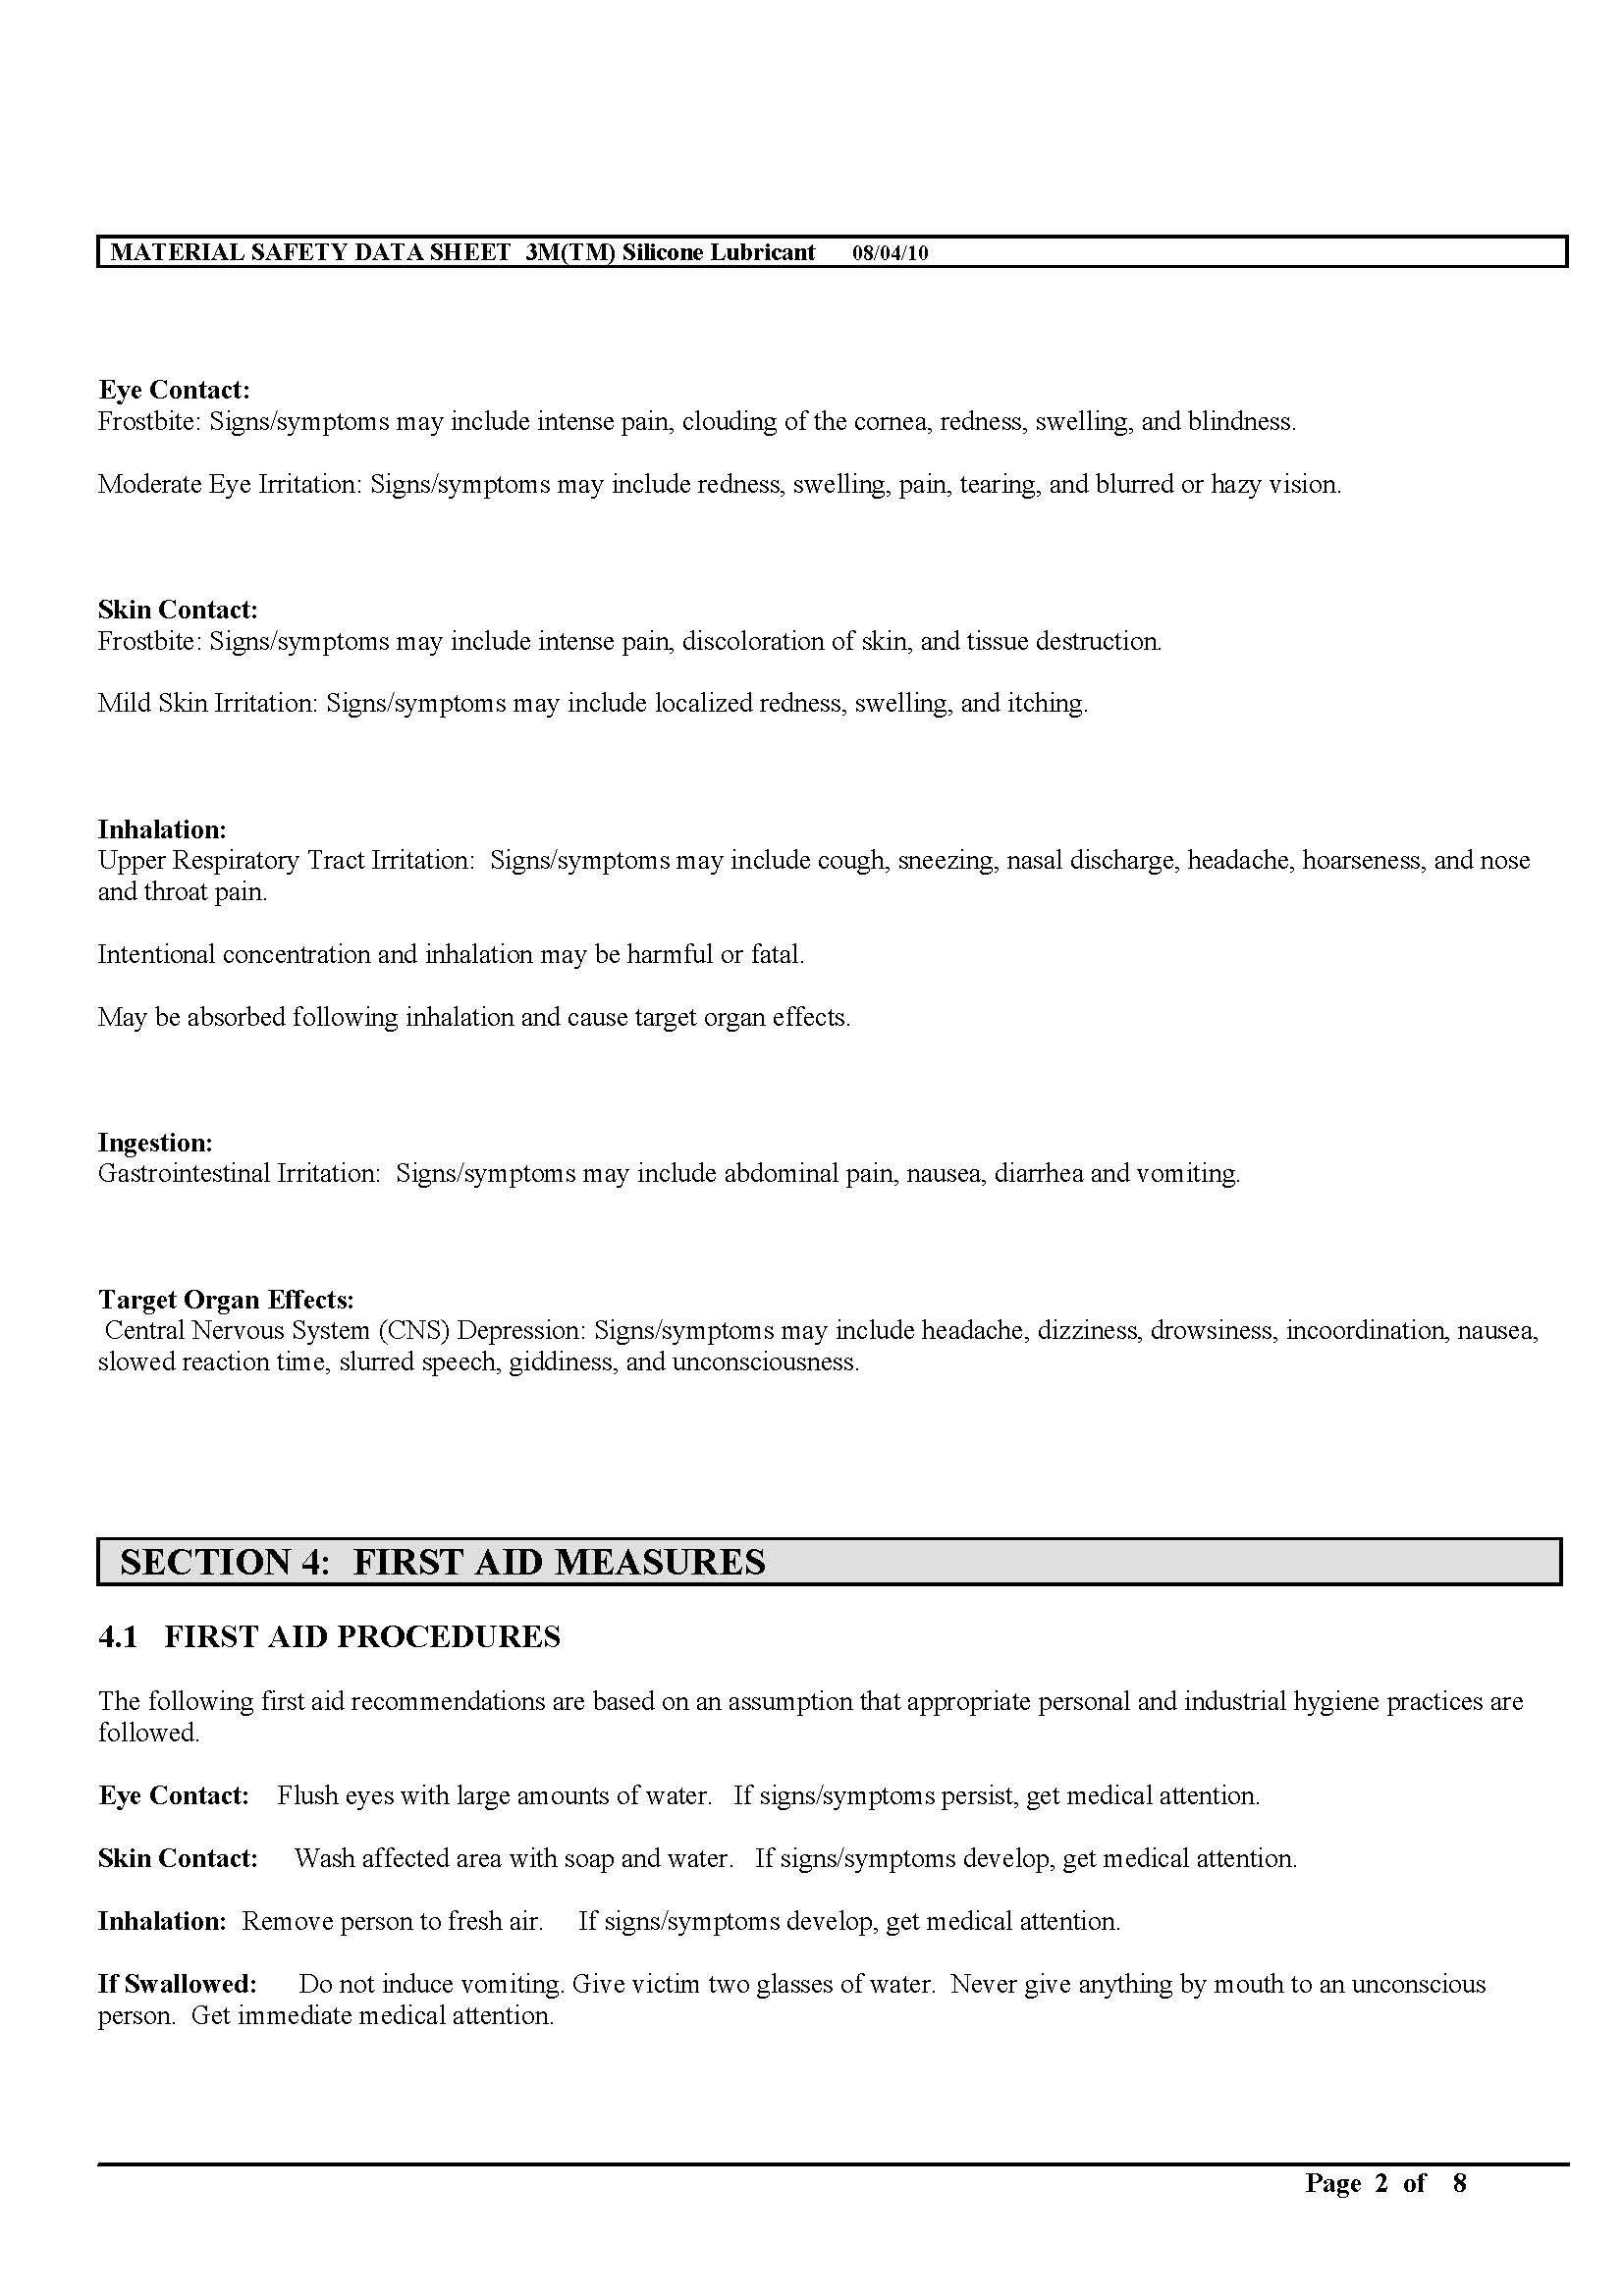 MATERIAL SAFETY DATA SHEET 3M(TM) Silicone Lubricant 08/04/10
Eye Contact:
Frostbite: Signs/symptoms may include intense pain, clouding of the cornea, redness, swelling, and blindness.
Moderate Eye Irritation: Signs/symptoms may include redness, swelling, pain, tearing, and blurred or hazy vision.
Skin Contact:
Frostbite: Signs/symptoms may include intense pain, discoloration of skin, and tissue destruction.
Mild Skin Irritation: Signs/symptoms may include localized redness, swelling, and itching.
Inhalation:
Upper Respiratory Tract Irritation: Signs/symptoms may include cough, sneezing, nasal discharge, headache, hoarseness, and nose
and throat pain.
Intentional concentration and inhalation may be harmful or fatal.
May be absorbed following inhalation and cause target organ effects.
Ingestion:
Gastrointestinal Irritation: Signs/symptoms may include abdominal pain, nausea, diarrhea and vomiting.
Target Organ Effects:
Central Nervous System (CNS) Depression: Signs/symptoms may include headache, dizziness, drowsiness, incoordination, nausea,
slowed reaction time, slurred speech, giddiness, and unconsciousness.
SECTION 4: FIRST AID MEASURES
4.1 FIRST AID PROCEDURES
The following first aid recommendations are based on an assumption that appropriate personal and industrial hygiene practices are
followed.
Eye Contact: Flush eyes with large amounts of water. If signs/symptoms persist, get medical attention.
Skin Contact: Wash affected area with soap and water. If signs/symptoms develop, get medical attention.
Inhalation: Remove person to fresh air. If signs/symptoms develop, get medical attention.
If Swallowed: Do not induce vomiting. Give victim two glasses of water. Never give anything by mouth to an unconscious
person. Get immediate medical attention.
Page 2 of 8